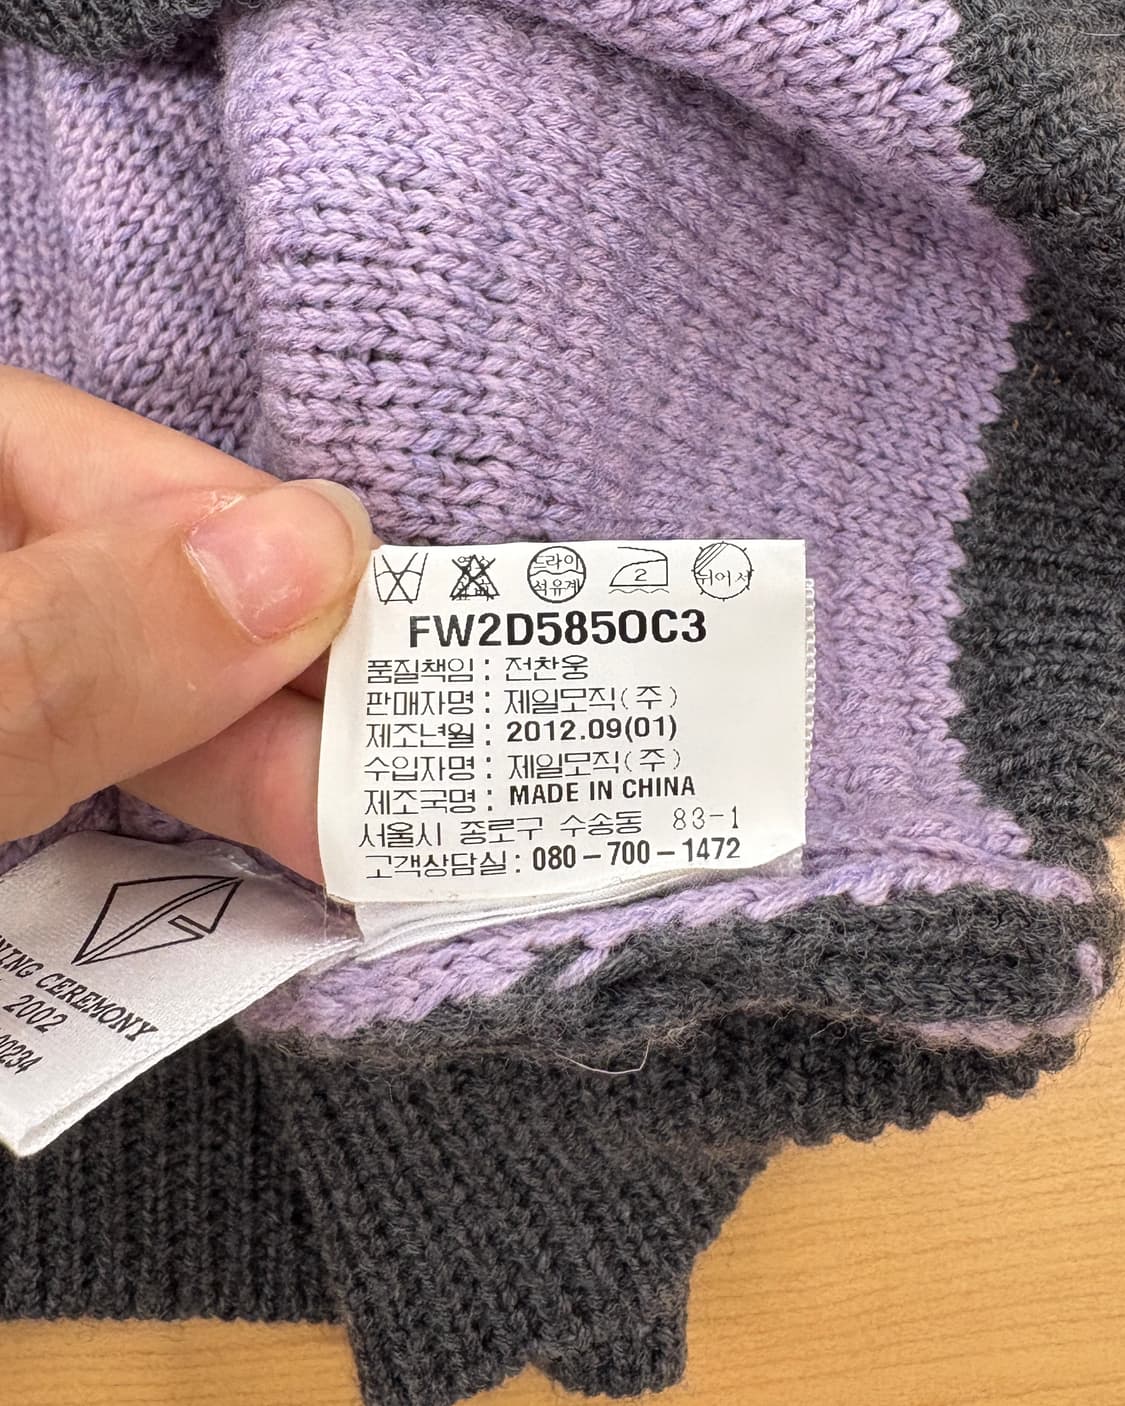 드라이
석유계
2
뉘어서
FW2D585OC3
품질책임 : 전찬웅
판매자명 : 제일모직(주)
제조년월 : 2012.09(01)
수입자명 : 제일모직(주)
제조국명 : MADE IN CHINA
서울시 종로구 수송동 83-1
고객상담실 : 080-700-1472
NING CEREMONY
2002
0234